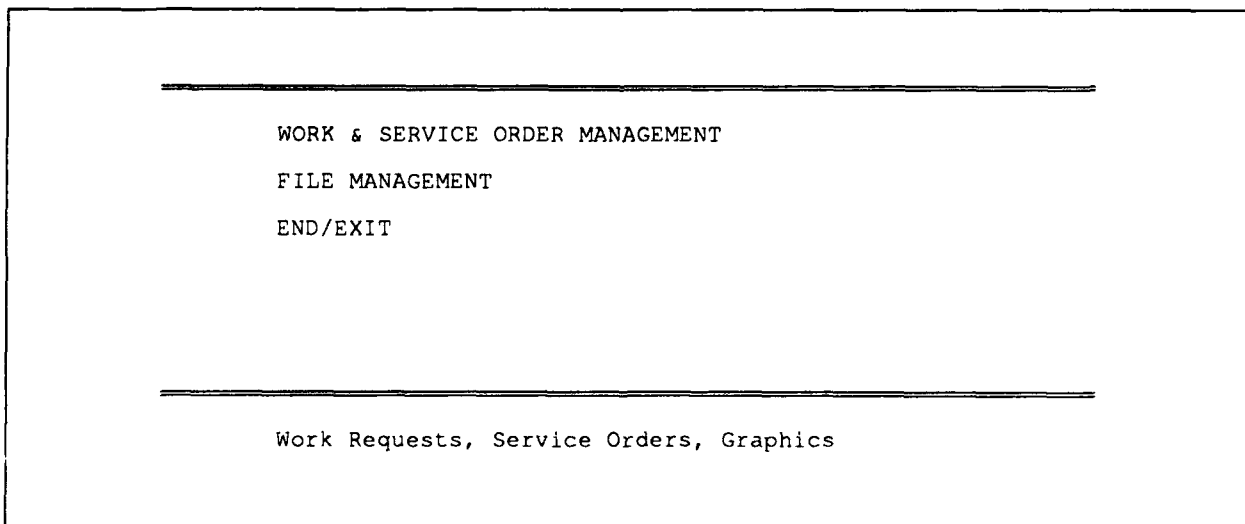 WORK & SERVICE ORDER MANAGEMENT
FILE MANAGEMENT
END/EXIT
Work Requests, Service Orders, Graphics